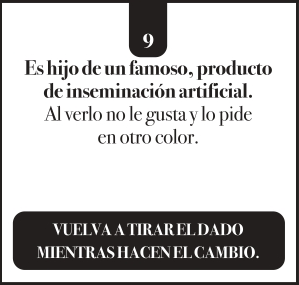 9
Es hijo de un famoso, producto
de inseminación artificial.
Al verlo no le gusta y lo pide
en otro color.
VUELVA A TIRAR EL DADO
MIENTRAS HACEN EL CAMBIO.